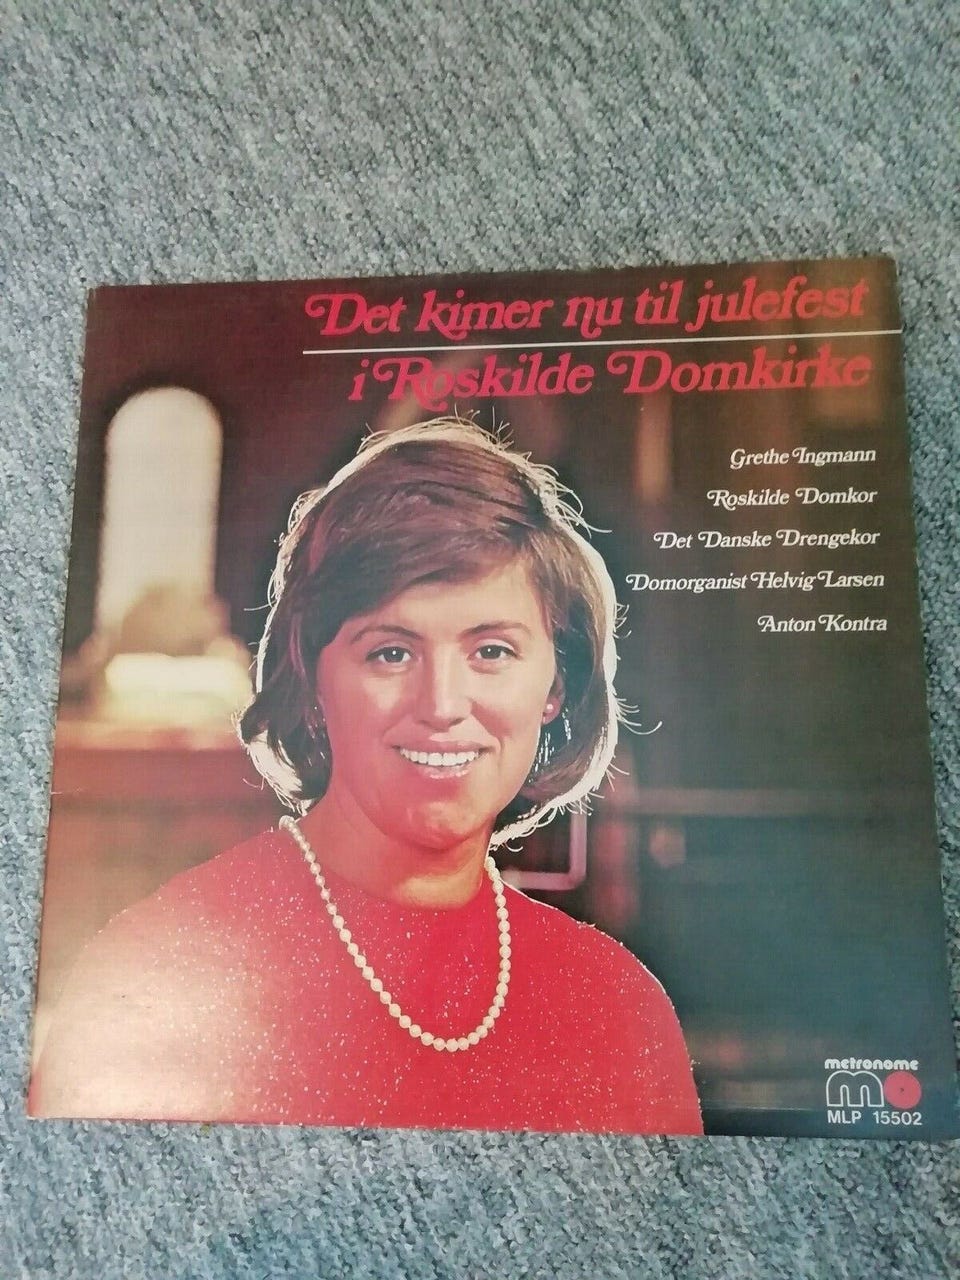 Det kimer nu til julefest
i Roskilde Domkirke
Grethe Ingmann
Roskilde Domkor
Det Danske Drengekor
Domorganist Helvig Larsen
Anton Kontra
metronome
MLP 15502